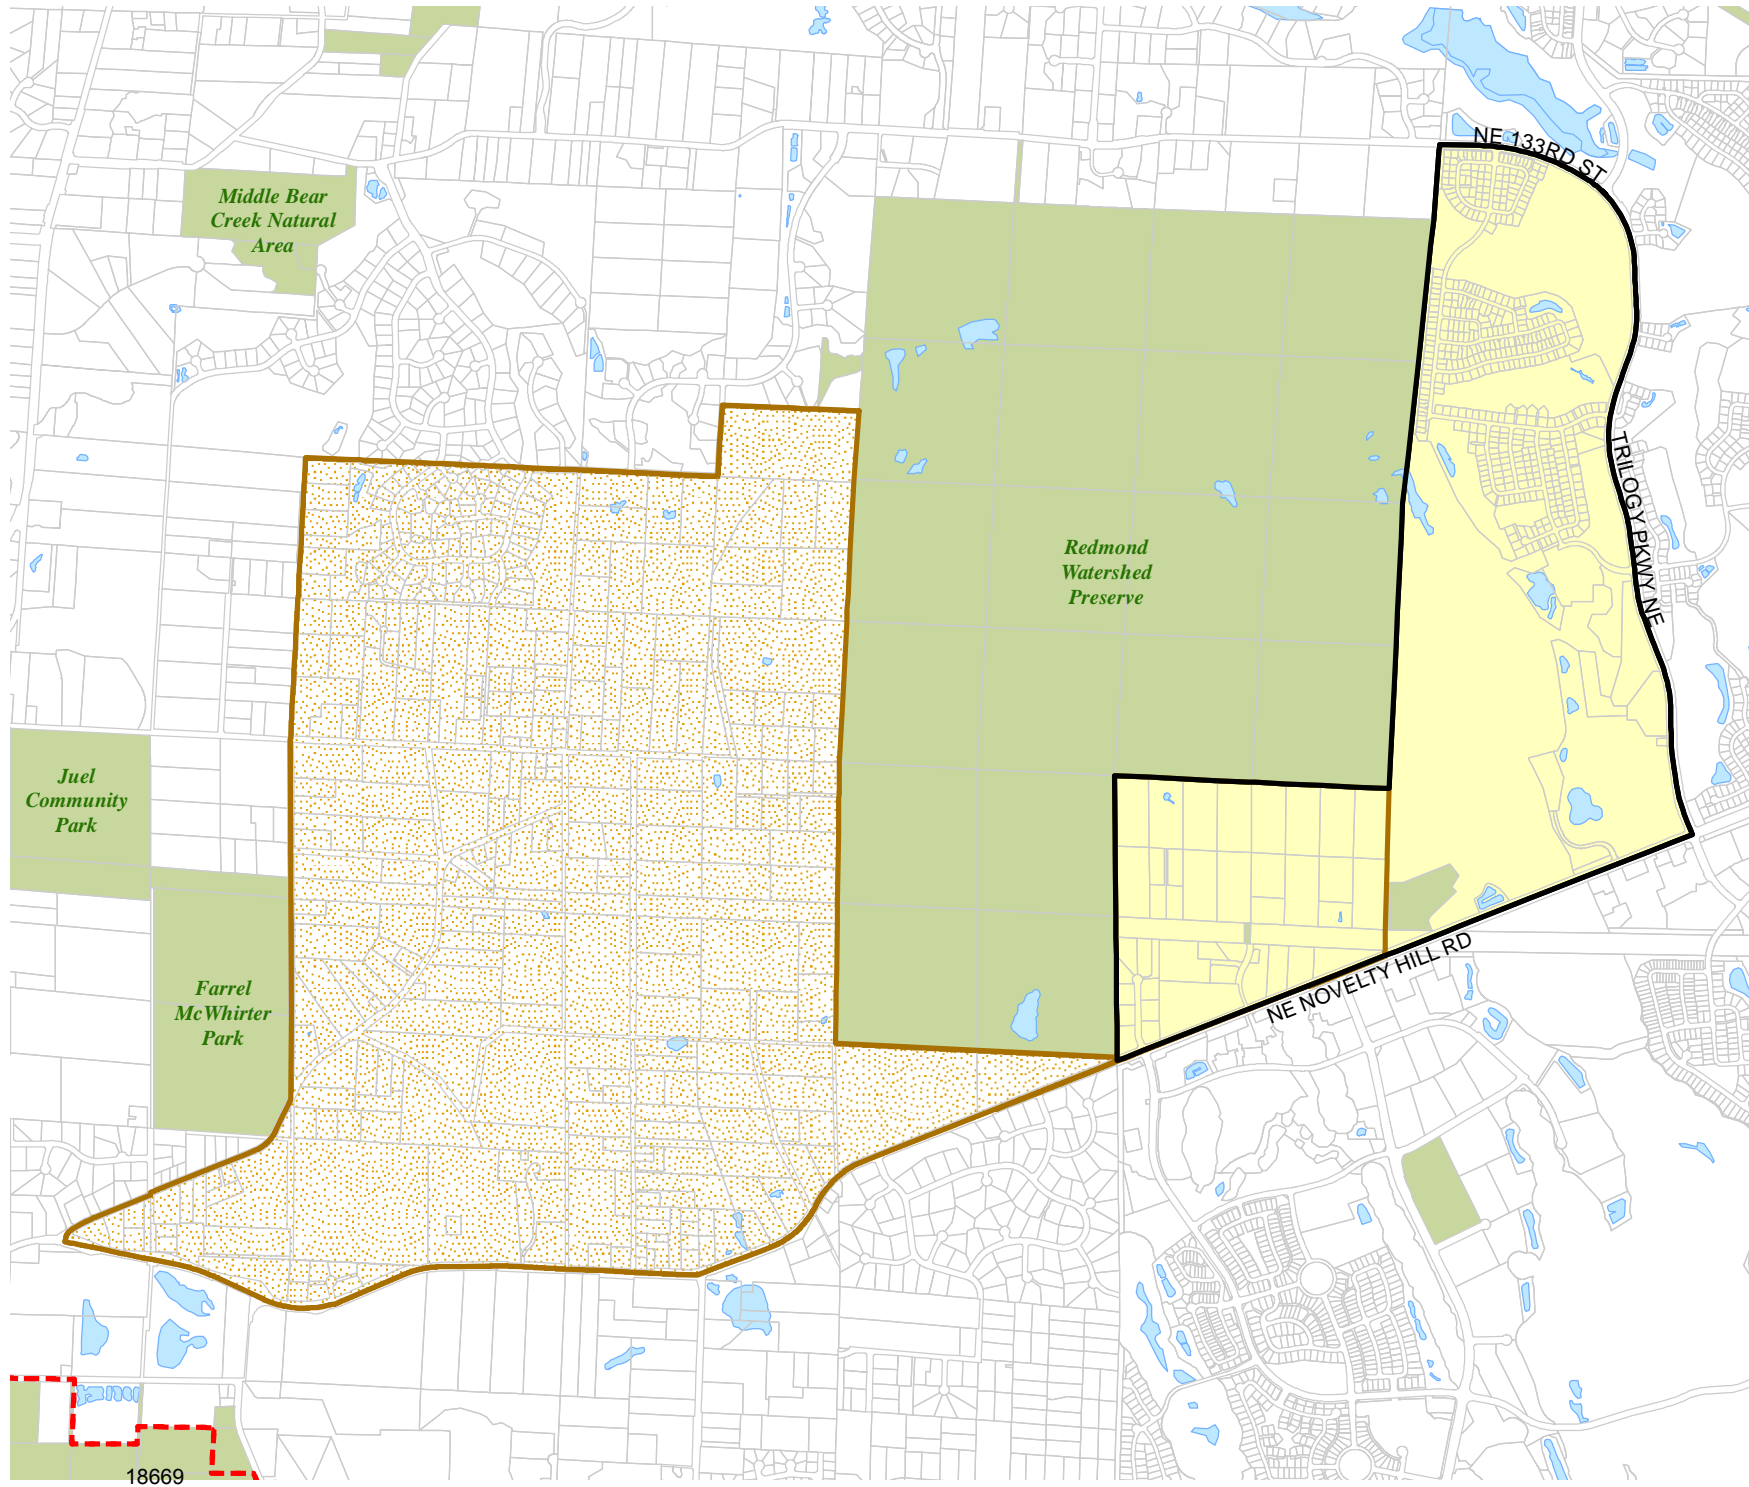 NE 133RD ST
Middle Bear
Creek Natural
Area
TRILOGY PKWY NE
Redmond
Watershed
Preserve
Juel
Community
Park
Farrel
McWhirter
Park
NE NOVELTY HILL RD
18669